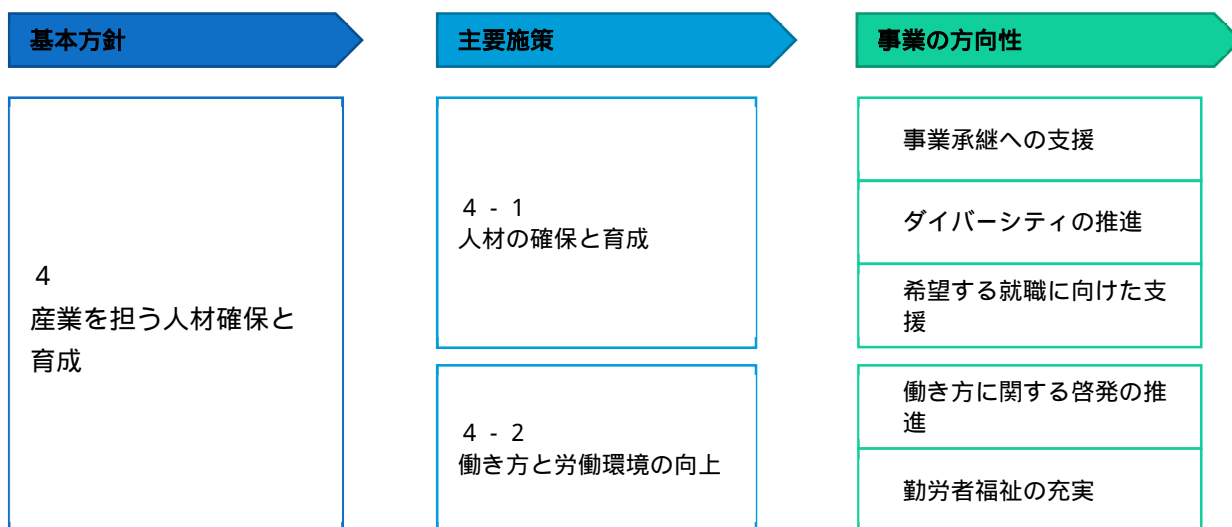 基本方針
主要施策
事業の方向性
4
産業を担う人材確保と
育成
4 - 1
人材の確保と育成
事業承継への支援
ダイバーシティの推進
希望する就職に向けた支
援
4 - 2
働き方と労働環境の向上
働き方に関する啓発の推
進
勤労者福祉の充実